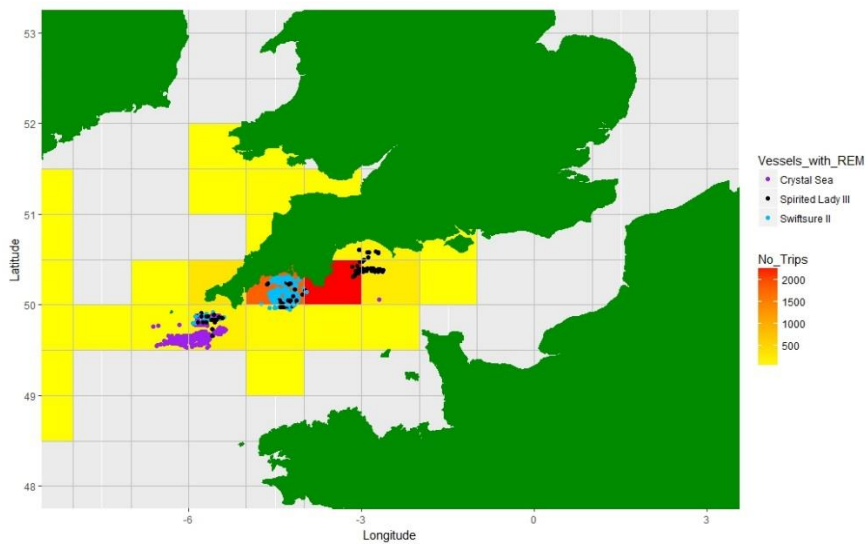 53
52
51
50
49
48
Latitude
-6
-3
0
3
Longitude
Vessels_with_REM
Crystal Sea
Spirited Lady III
Swiftsure II
No_Trips
2000
1500
1000
500